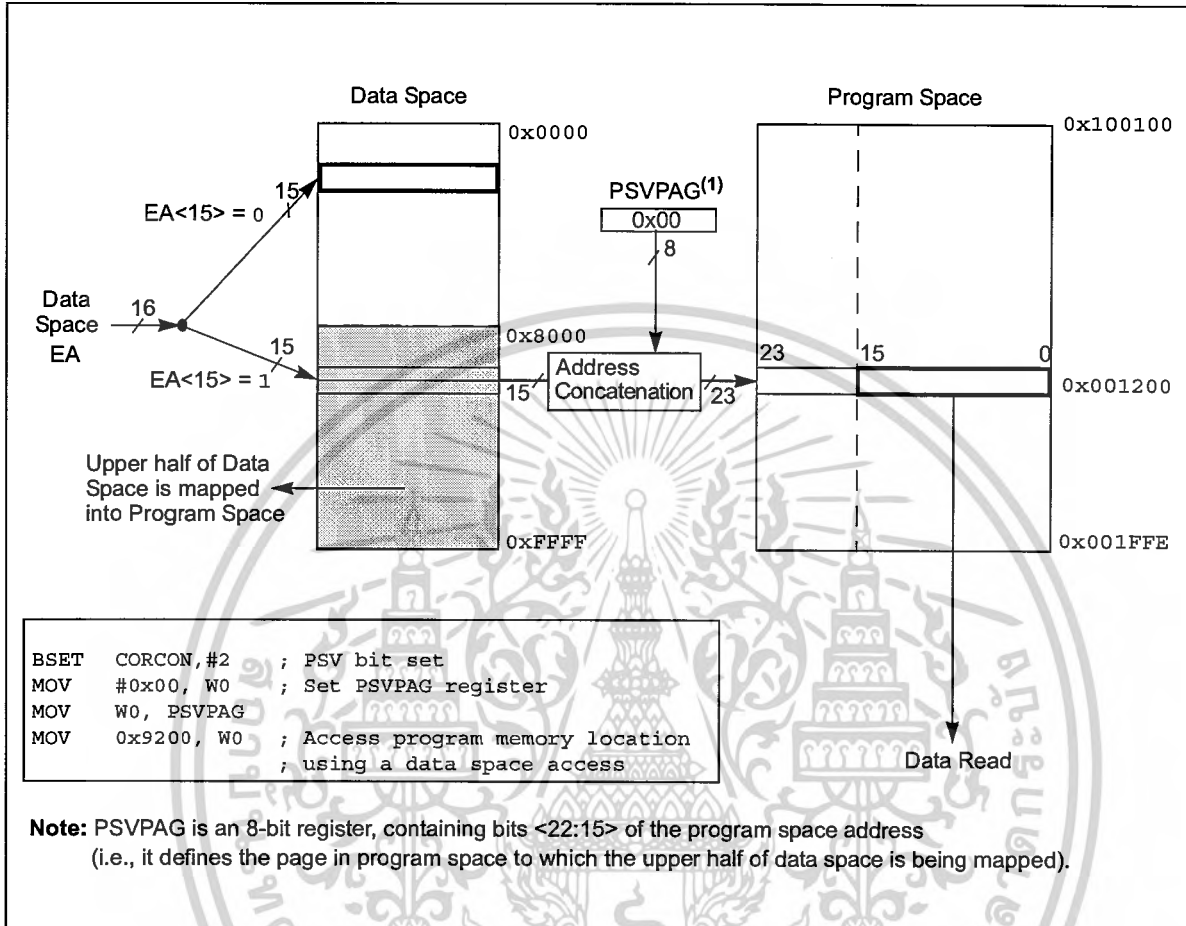 Data Space
Program Space
0x0000
0x100100
15
PSVPAG(1)
EA<15> = 0
0x00
8
Data
Space
EA
16
0x8000
15
EA<15> = 1
15
Address
Concatenation
23
23
15
0
0x001200
Upper half of Data
Space is mapped
into Program Space
0xFFFF
0x001FFE
BSET CORCON,#2 ; PSV bit set
MOV #0x00, W0 ; Set PSVPAG register
MOV W0, PSVPAG
MOV 0x9200, W0 ; Access program memory location
; using a data space access
Data Read
Note: PSVPAG is an 8-bit register, containing bits <22:15> of the program space address
(i.e., it defines the page in program space to which the upper half of data space is being mapped).